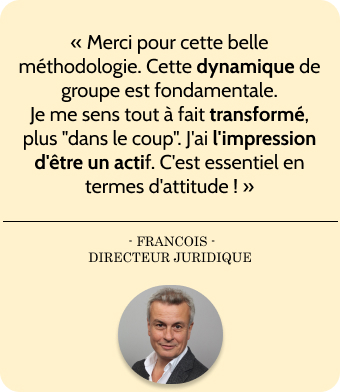 « Merci pour cette belle
méthodologie. Cette dynamique de
groupe est fondamentale.
Je me sens tout à fait transformé,
plus "dans le coup". J'ai l'impression
d'être un actif. C'est essentiel en
termes d'attitude ! »
- FRANCOIS -
DIRECTEUR JURIDIQUE